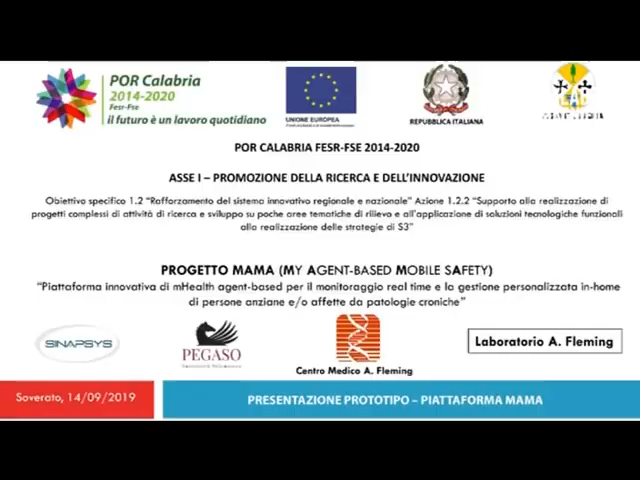 POR Calabria
2014-2020
Fesr-Fse
il futuro è un lavoro quotidiano
UNIONE EUROPEA
REPUBBLICA ITALIANA
POR CALABRIA FESR-FSE 2014-2020
ASSE I – PROMOZIONE DELLA RICERCA E DELL'INNOVAZIONE
Obiettivo specifico 1.2 “Rafforzamento del sistema innovativo regionale e nazionale” Azione 1.2.2 “Supporto alla realizzazione di
progetti complessi di attività di ricerca e sviluppo su poche aree tematiche di rilievo e all'applicazione di soluzioni tecnologiche funzionali
alla realizzazione delle strategie di S3”
PROGETTO MAMA (MY AGENT-BASED MOBILE SAFETY)
“Piattaforma innovativa di mHealth agent-based per il monitoraggio real time e la gestione personalizzata in-home
di persone anziane e/o affette da patologie croniche”
SINAPSYS
PEGASO
Centro Medico A. Fleming
Laboratorio A. Fleming
Soverato, 14/09/2019
PRESENTAZIONE PROTOTIPO – PIATTAFORMA MAMA